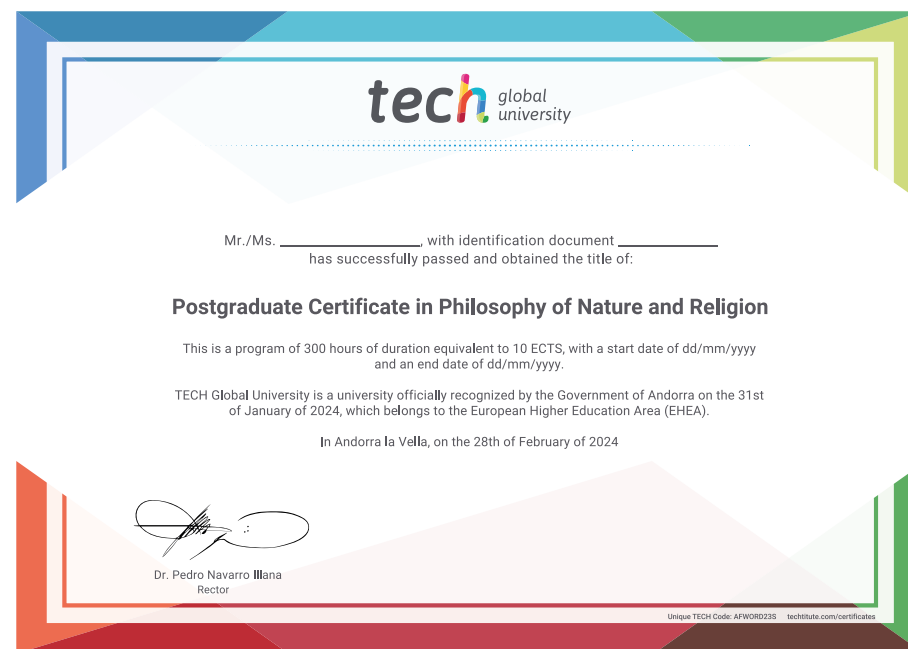 tech global university
Mr./Ms. ____________________, with identification document ______________
has successfully passed and obtained the title of:
Postgraduate Certificate in Philosophy of Nature and Religion
This is a program of 300 hours of duration equivalent to 10 ECTS, with a start date of dd/mm/yyyy
and an end date of dd/mm/yyyy.
TECH Global University is a university officially recognized by the Government of Andorra on the 31st
of January of 2024, which belongs to the European Higher Education Area (EHEA).
In Andorra la Vella, on the 28th of February of 2024
Dr. Pedro Navarro Illana
Rector
Unique TECH Code: AFWORD23S techtitute.com/certificates